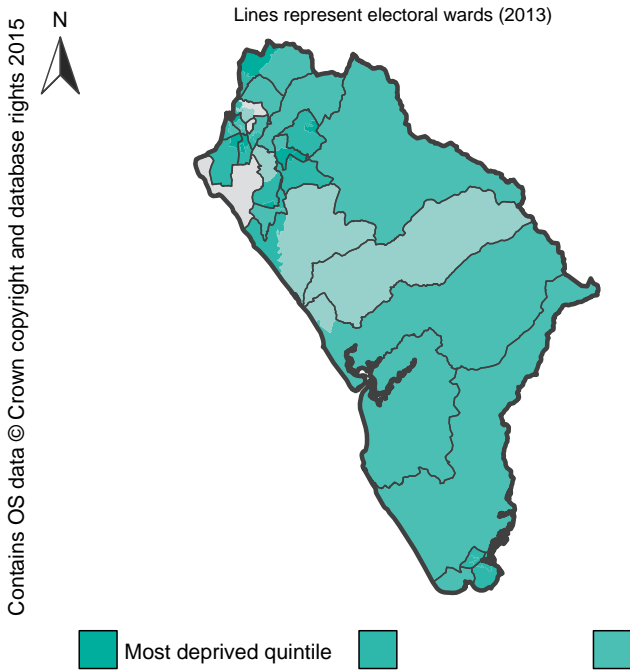 Lines represent electoral wards (2013)
N
Contains OS data © Crown copyright and database rights 2015
Most deprived quintile